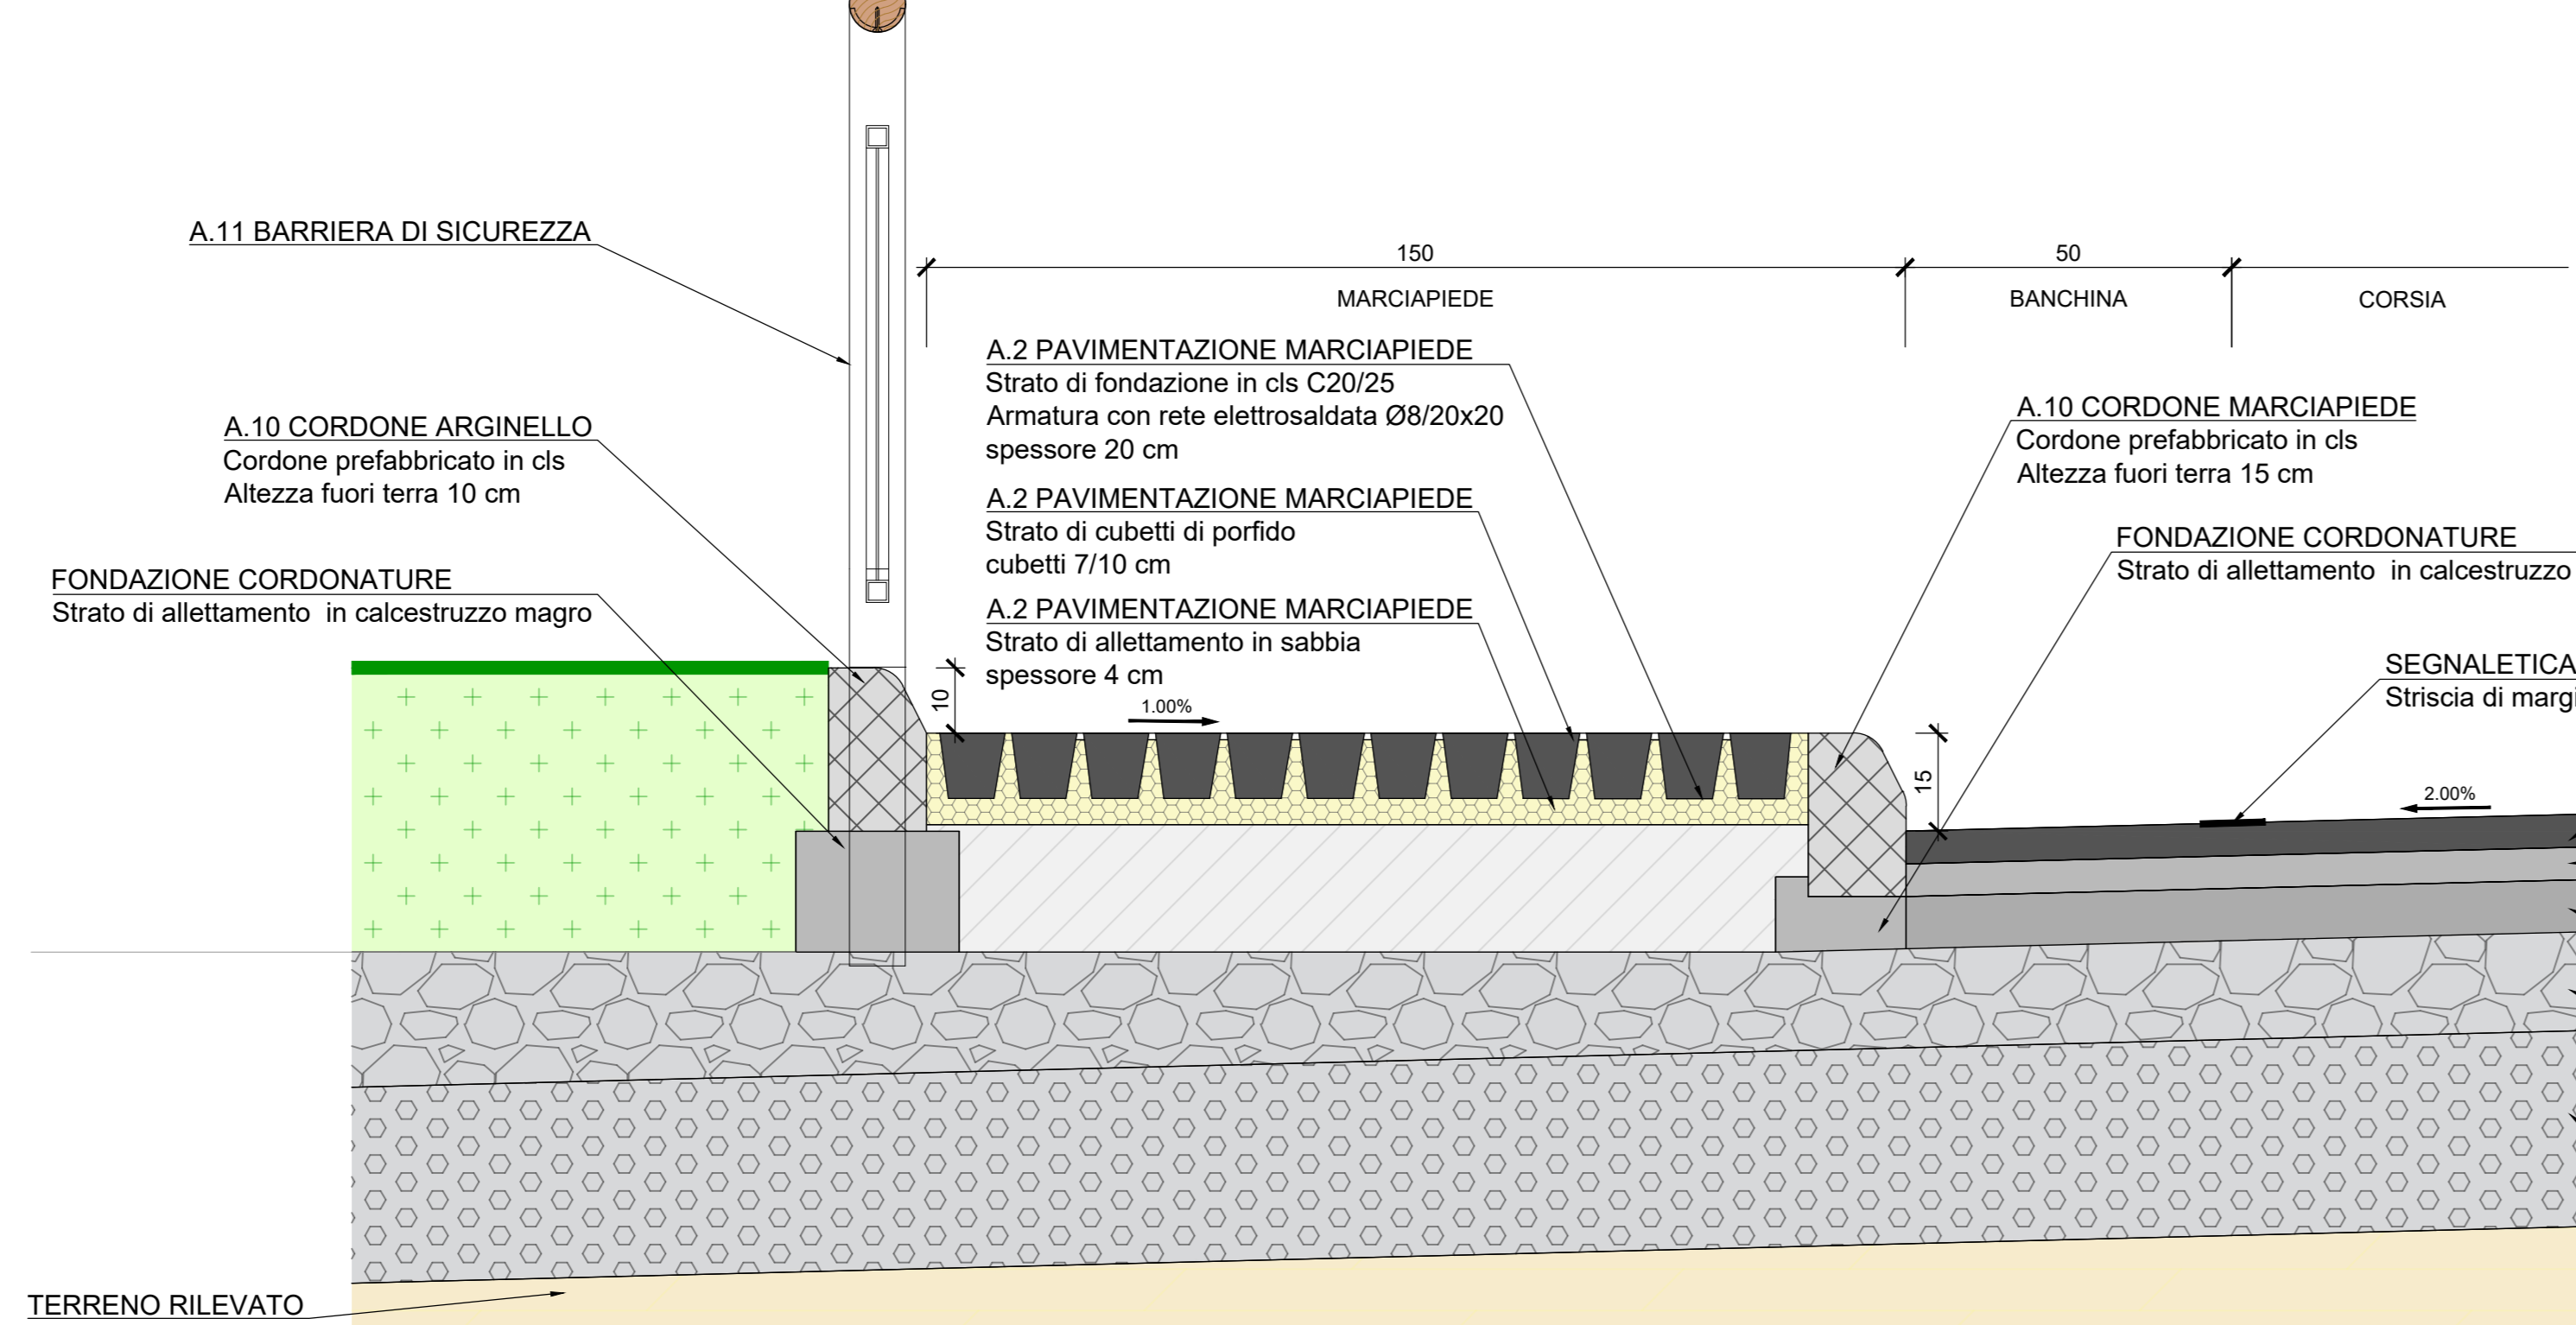 A.11 BARRIERA DI SICUREZZA
150
50
MARCIAPIEDE
BANCHINA
CORSIA
A.2 PAVIMENTAZIONE MARCIAPIEDE
Strato di fondazione in cls C20/25
Armatura con rete elettrosaldata Ø8/20x20
spessore 20 cm
A.10 CORDONE MARCIAPIEDE
Cordone prefabbricato in cls
Altezza fuori terra 15 cm
A.10 CORDONE ARGINELLO
Cordone prefabbricato in cls
Altezza fuori terra 10 cm
A.2 PAVIMENTAZIONE MARCIAPIEDE
Strato di cubetti di porfido
cubetti 7/10 cm
FONDAZIONE CORDONATURE
Strato di allettamento in calcestruzzo
FONDAZIONE CORDONATURE
Strato di allettamento in calcestruzzo magro
A.2 PAVIMENTAZIONE MARCIAPIEDE
Strato di allettamento in sabbia
spessore 4 cm
SEGNALETICA
Striscia di margi
10
1.00%
15
2.00%
TERRENO RILEVATO